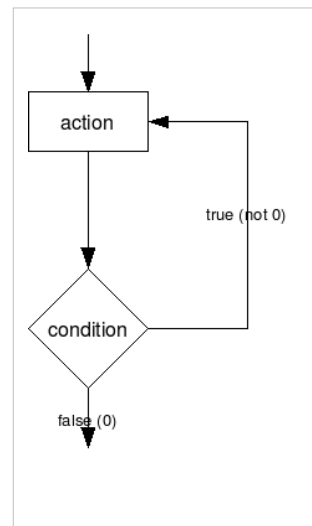 action
true (not 0)
condition
false (0)